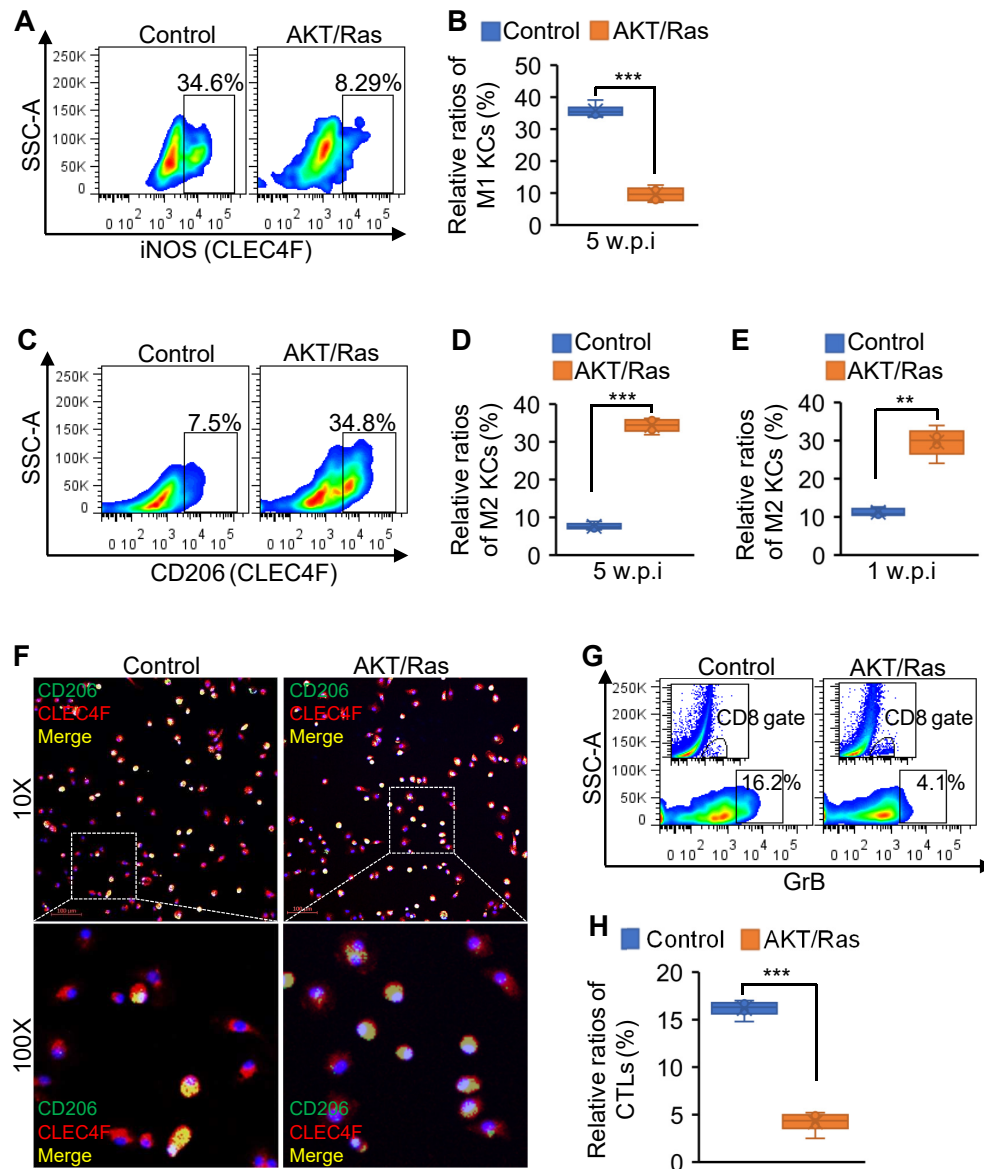 A
Control
AKT/Ras
250K
200K
150K
100K
50K
0
34.6%
8.29%
SSC-A
0 10² 10³ 10⁴ 10⁵
0 10² 10³ 10⁴ 10⁵
iNOS (CLEC4F)
B
Control
AKT/Ras
Relative ratios of
M1 KCs (%)
50
40
30
20
10
0
***
5 w.p.i
C
Control
AKT/Ras
250K
200K
150K
100K
50K
0
7.5%
34.8%
SSC-A
0 10² 10³ 10⁴ 10⁵
0 10² 10³ 10⁴ 10⁵
CD206 (CLEC4F)
D
Control
AKT/Ras
Relative ratios
of M2 KCs (%)
40
30
20
10
0
***
5 w.p.i
E
Control
AKT/Ras
Relative ratios
of M2 KCs (%)
40
30
20
10
0
**
1 w.p.i
F
Control
AKT/Ras
10X
CD206
CLEC4F
Merge
100 µm
CD206
CLEC4F
Merge
100 µm
100X
CD206
CLEC4F
Merge
CD206
CLEC4F
Merge
G
Control
AKT/Ras
250K
200K
150K
100K
50K
0
CD8 gate
CD8 gate
16.2%
4.1%
SSC-A
0 10² 10³ 10⁴ 10⁵
0 10² 10³ 10⁴ 10⁵
GrB
H
Control
AKT/Ras
Relative ratios of
CTLs (%)
20
15
10
5
0
***